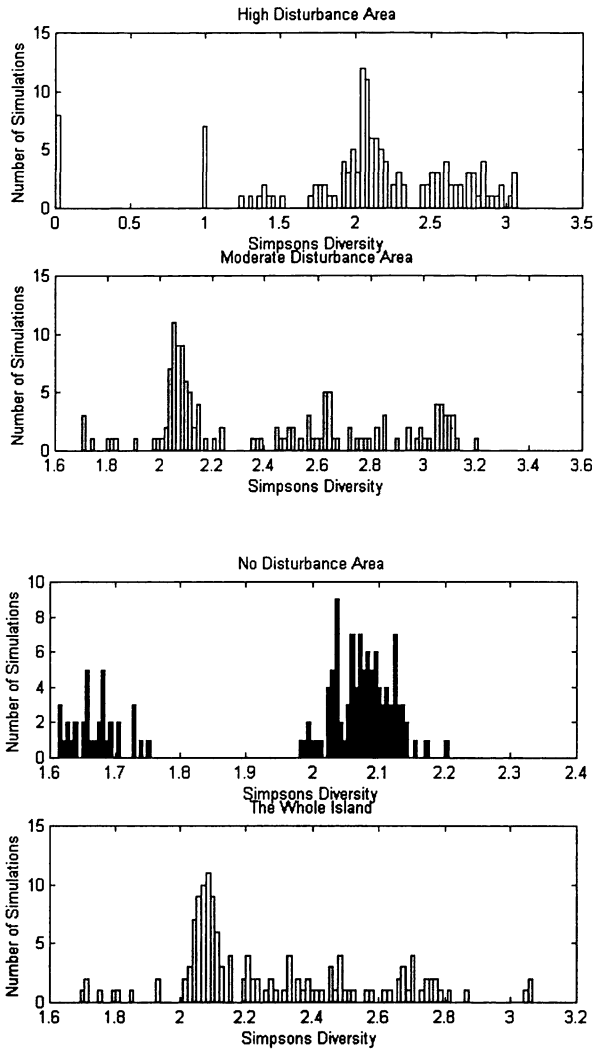 High Disturbance Area
Number of Simulations
15
10
5
0
0 0.5 1 1.5 2 2.5 3 3.5
Simpsons Diversity
Moderate Disturbance Area
Number of Simulations
15
10
5
0
1.6 1.8 2 2.2 2.4 2.6 2.8 3 3.2 3.4 3.6
Simpsons Diversity
No Disturbance Area
Number of Simulations
10
8
6
4
2
0
1.6 1.7 1.8 1.9 2 2.1 2.2 2.3 2.4
Simpsons Diversity
The Whole Island
Number of Simulations
15
10
5
0
1.6 1.8 2 2.2 2.4 2.6 2.8 3 3.2
Simpsons Diversity